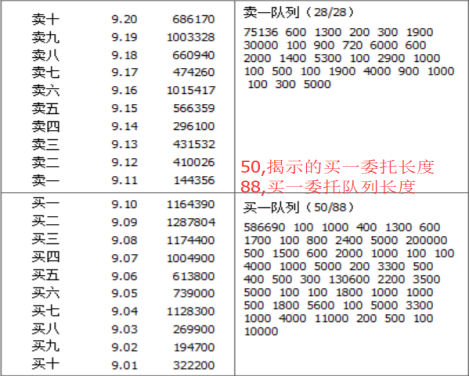 卖十 9.20 686170
卖九 9.19 1003328
卖八 9.18 660940
卖七 9.17 474260
卖六 9.16 1015417
卖五 9.15 566359
卖四 9.14 296100
卖三 9.13 431532
卖二 9.12 410026
卖一 9.11 144356
卖一队列（28/28）
75136 600 1300 200 300 1900
30000 100 900 720 6000 600
2000 1400 5300 100 2900 1000
100 500 100 1900 4000 900 1000
100 300 5000
50,揭示的买一委托长度
88,买一委托队列长度
买一 9.10 1164390
买二 9.09 1287804
买三 9.08 1174400
买四 9.07 1004900
买五 9.06 613800
买六 9.05 739000
买七 9.04 1128300
买八 9.03 269900
买九 9.02 194700
买十 9.01 322200
买一队列（50/88）
586690 100 1000 400 1300 600
1700 100 800 2400 5000 200000
500 1500 600 2000 1000 100 100
4000 1000 5000 200 3300 500
400 500 300 130600 2200 3500
5000 100 100 1800 1000 1000
500 1800 5600 100 5000 3300
1000 4000 11000 200 500 100
10000